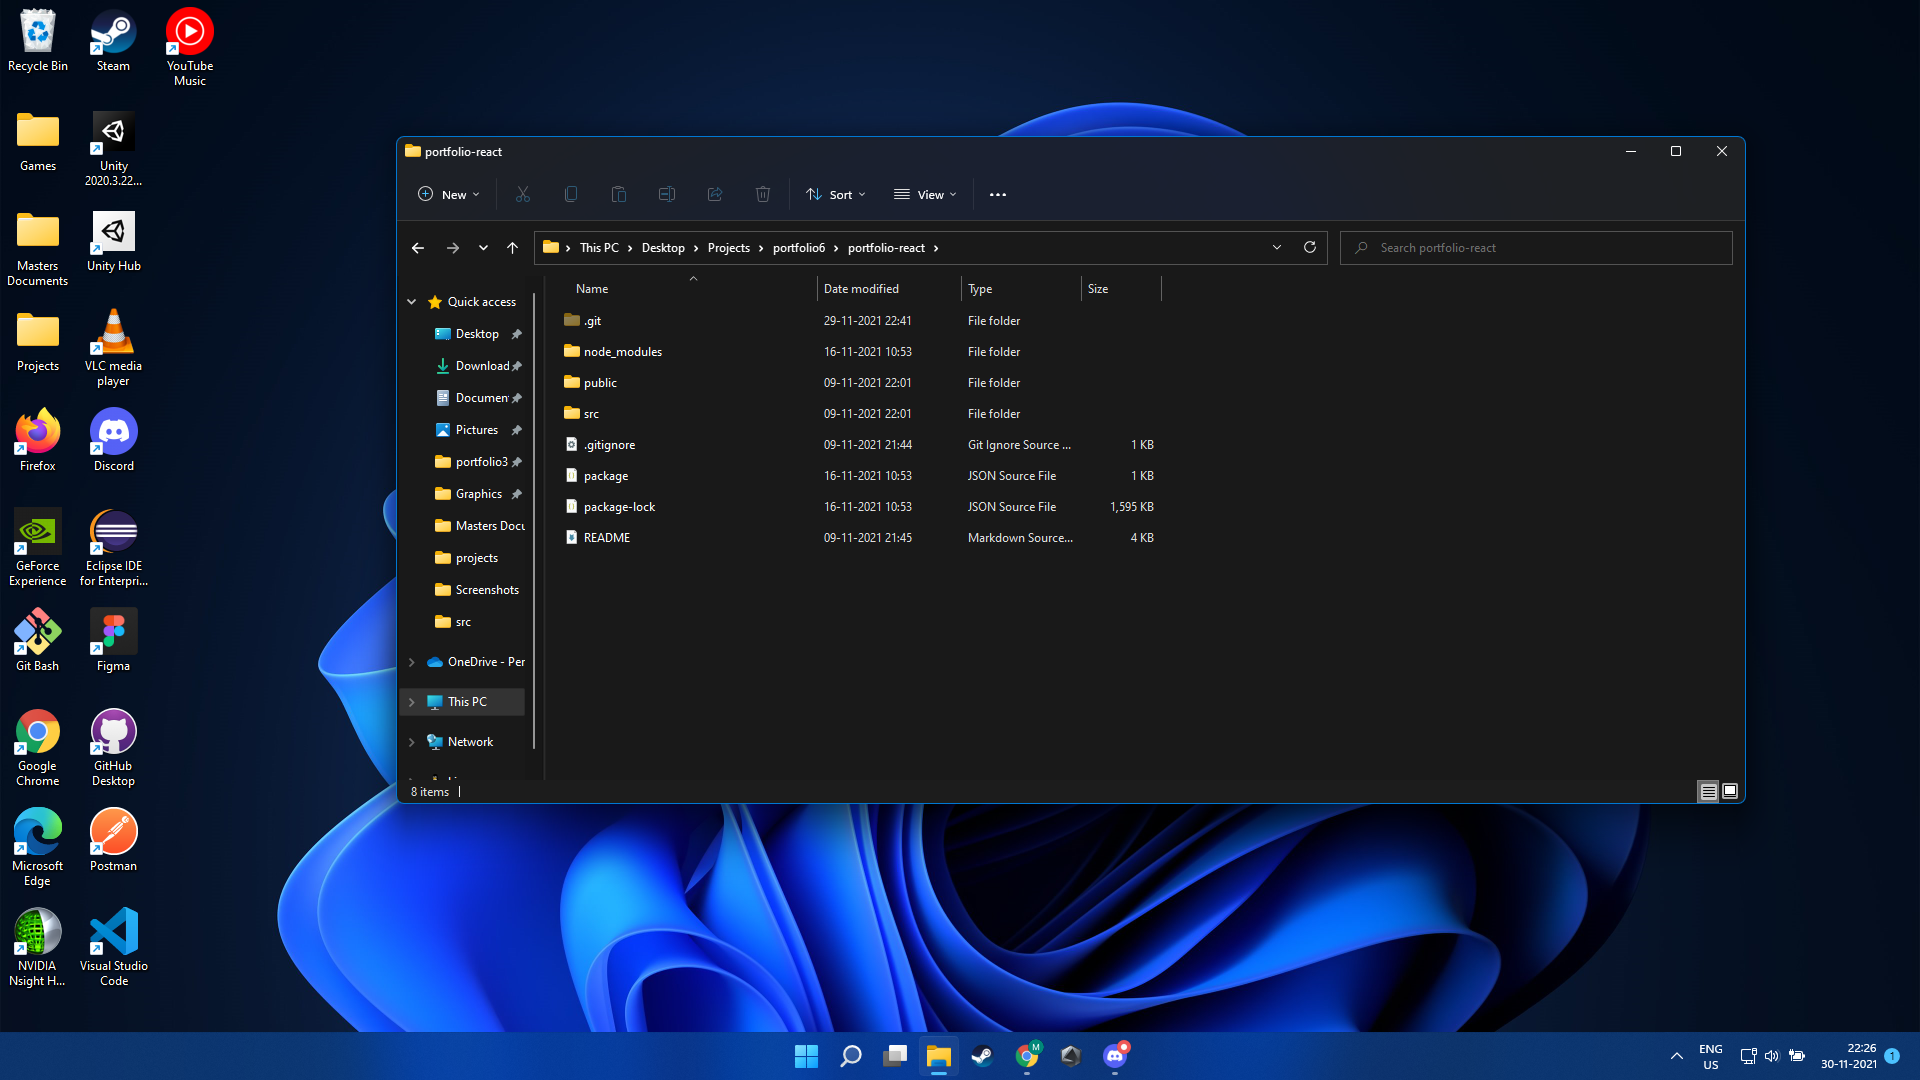 Recycle Bin
Steam
YouTube
Music
Games
Unity
2020.3.22...
Masters
Documents
Unity Hub
Projects
VLC media
player
Firefox
Discord
GeForce
Experience
Eclipse IDE
for Enterpri...
Git Bash
Figma
Google
Chrome
GitHub
Desktop
Microsoft
Edge
Postman
NVIDIA
Nsight H...
Visual Studio
Code
portfolio-react
New
Sort
View
This PC
Desktop
Projects
portfolio6
portfolio-react
Search portfolio-react
Quick access
Desktop
Download
Documen
Pictures
portfolio3
Graphics
Masters Docu
projects
Screenshots
src
OneDrive - Per
This PC
Network
Name Date modified Type Size
.git 29-11-2021 22:41 File folder
node_modules 16-11-2021 10:53 File folder
public 09-11-2021 22:01 File folder
src 09-11-2021 22:01 File folder
.gitignore 09-11-2021 21:44 Git Ignore Source ... 1 KB
package 16-11-2021 10:53 JSON Source File 1 KB
package-lock 16-11-2021 10:53 JSON Source File 1,595 KB
README 09-11-2021 21:45 Markdown Source... 4 KB
8 items
M
ENG
US
22:26
30-11-2021
1